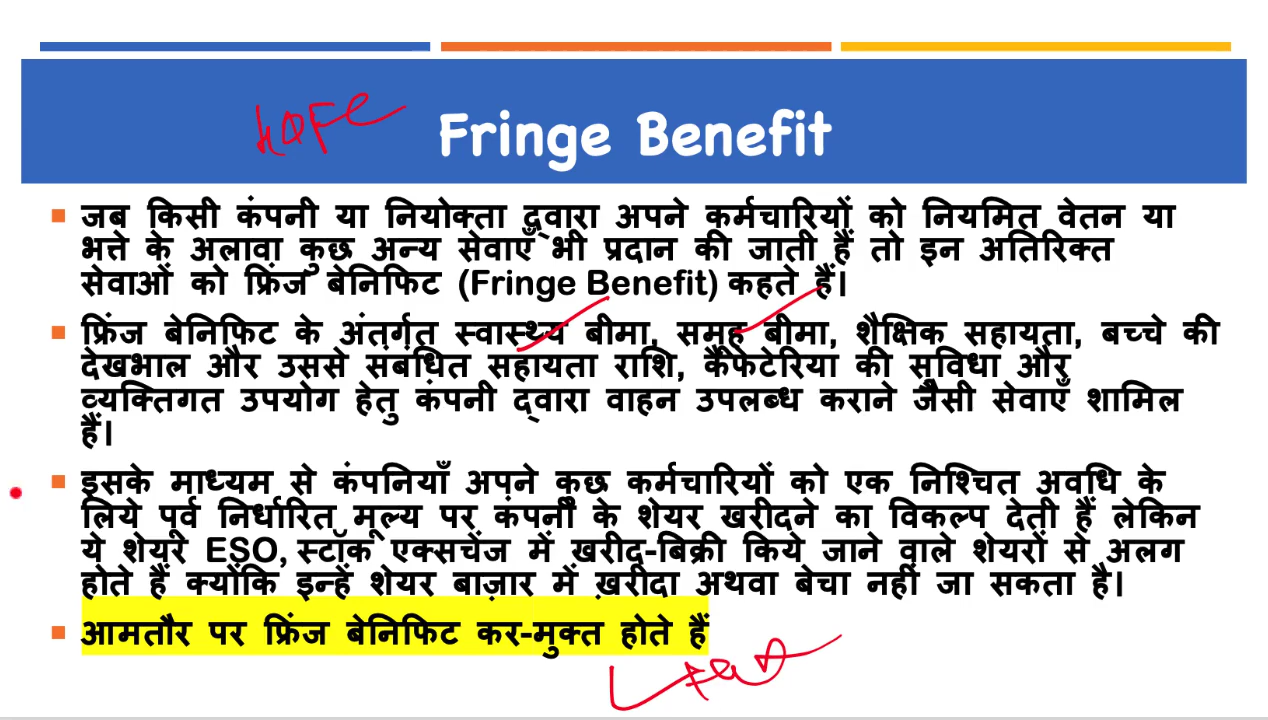 Fringe Benefit
जब किसी कंपनी या नियोक्ता द्वारा अपने कर्मचारियों को नियमित वेतन या
भत्ते के अलावा कुछ अन्य सेवाएँ भी प्रदान की जाती हैं तो इन अतिरिक्त
सेवाओं को फ्रिंज बेनिफिट (Fringe Benefit) कहते हैं।
फ्रिंज बेनिफिट के अंतर्गत स्वास्थ्य बीमा, समूह बीमा, शैक्षिक सहायता, बच्चे की
देखभाल और उससे संबंधित सहायता राशि, कैफेटेरिया की सुविधा और
व्यक्तिगत उपयोग हेतु कंपनी द्वारा वाहन उपलब्ध कराने जैसी सेवाएँ शामिल
हैं।
इसके माध्यम से कंपनियाँ अपने कुछ कर्मचारियों को एक निश्चित अवधि के
लिये पूर्व निर्धारित मूल्य पर कंपनी के शेयर खरीदने का विकल्प देती हैं लेकिन
ये शेयर ESO, स्टॉक एक्सचेंज में खरीद-बिक्री किये जाने वाले शेयरों से अलग
होते हैं क्योंकि इन्हें शेयर बाज़ार में ख़रीदा अथवा बेचा नहीं जा सकता है।
आमतौर पर फ्रिंज बेनिफिट कर-मुक्त होते हैं